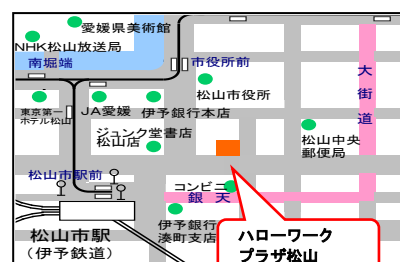 愛媛県美術館
NHK松山放送局
南堀端
市役所前
大街道
松山市役所
東京第一
ホテル松山
JA愛媛
伊予銀行本店
ジュンク堂書店
松山店
松山中央
郵便局
松山市駅前
コンビニ
銀天
伊予銀行
湊町支店
松山市駅
(伊予鉄道)
ハローワーク
プラザ松山